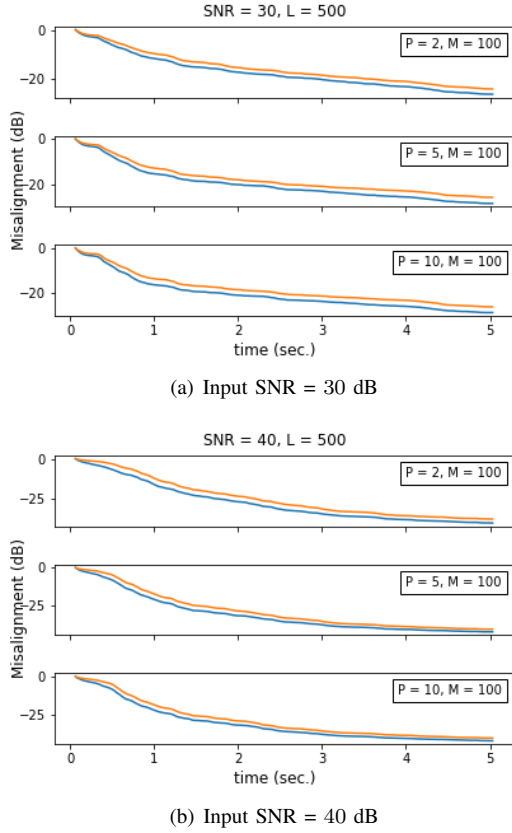 SNR = 30, L = 500
0
−20
P = 2, M = 100
Misalignment (dB)
0
−20
P = 5, M = 100
0
−20
P = 10, M = 100
0 1 2 3 4 5
time (sec.)
(a) Input SNR = 30 dB
SNR = 40, L = 500
0
−25
P = 2, M = 100
Misalignment (dB)
0
−25
P = 5, M = 100
0
−25
P = 10, M = 100
0 1 2 3 4 5
time (sec.)
(b) Input SNR = 40 dB